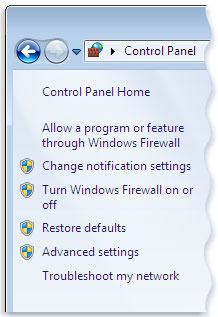 Control Panel
Control Panel Home
Allow a program or feature
through Windows Firewall
Change notification settings
Turn Windows Firewall on or
off
Restore defaults
Advanced settings
Troubleshoot my network